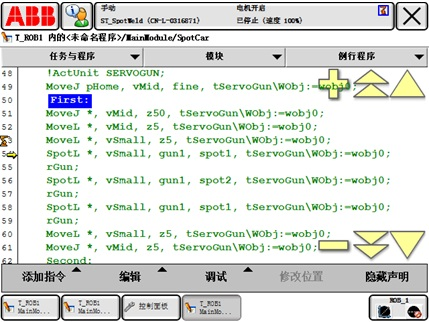 ABB
手动
ST_SpotWeld (CN-L-0316871)
电机开启
已停止 (速度 100%)
T_ROB1 内的<未命名程序>/MainModule/SpotCar
任务与程序
模块
例行程序
48 !ActUnit SERVOGUN;
49 MoveJ pHome, vMid, fine, tServoGun\WObj:=wobj0;
50 First:
51 MoveJ *, vMid, z50, tServoGun\WObj:=wobj0;
52 MoveL *, vMid, z5, tServoGun\WObj:=wobj0;
MoveL *, vSmall, z5, tServoGun\WObj:=wobj0;
SpotL *, vSmall, gun1, spot1, tServoGun\WObj:=wobj0;
55 rGun;
56 SpotL *, vSmall, gun1, spot2, tServoGun\WObj:=wobj0;
57 rGun;
58 SpotL *, vSmall, gun1, spot1, tServoGun\WObj:=wobj0;
59 rGun;
60 MoveL *, vSmall, z5, tServoGun\WObj:=wobj0;
61 MoveJ *, vMid, z5, tServoGun\WObj:=wobj0;
62 Second:
添加指令
编辑
调试
修改位置
隐藏声明
T_ROB1
MainMo...
T_ROB1
MainMo...
控制面板
T_ROB1
MainMo...
ROB_1